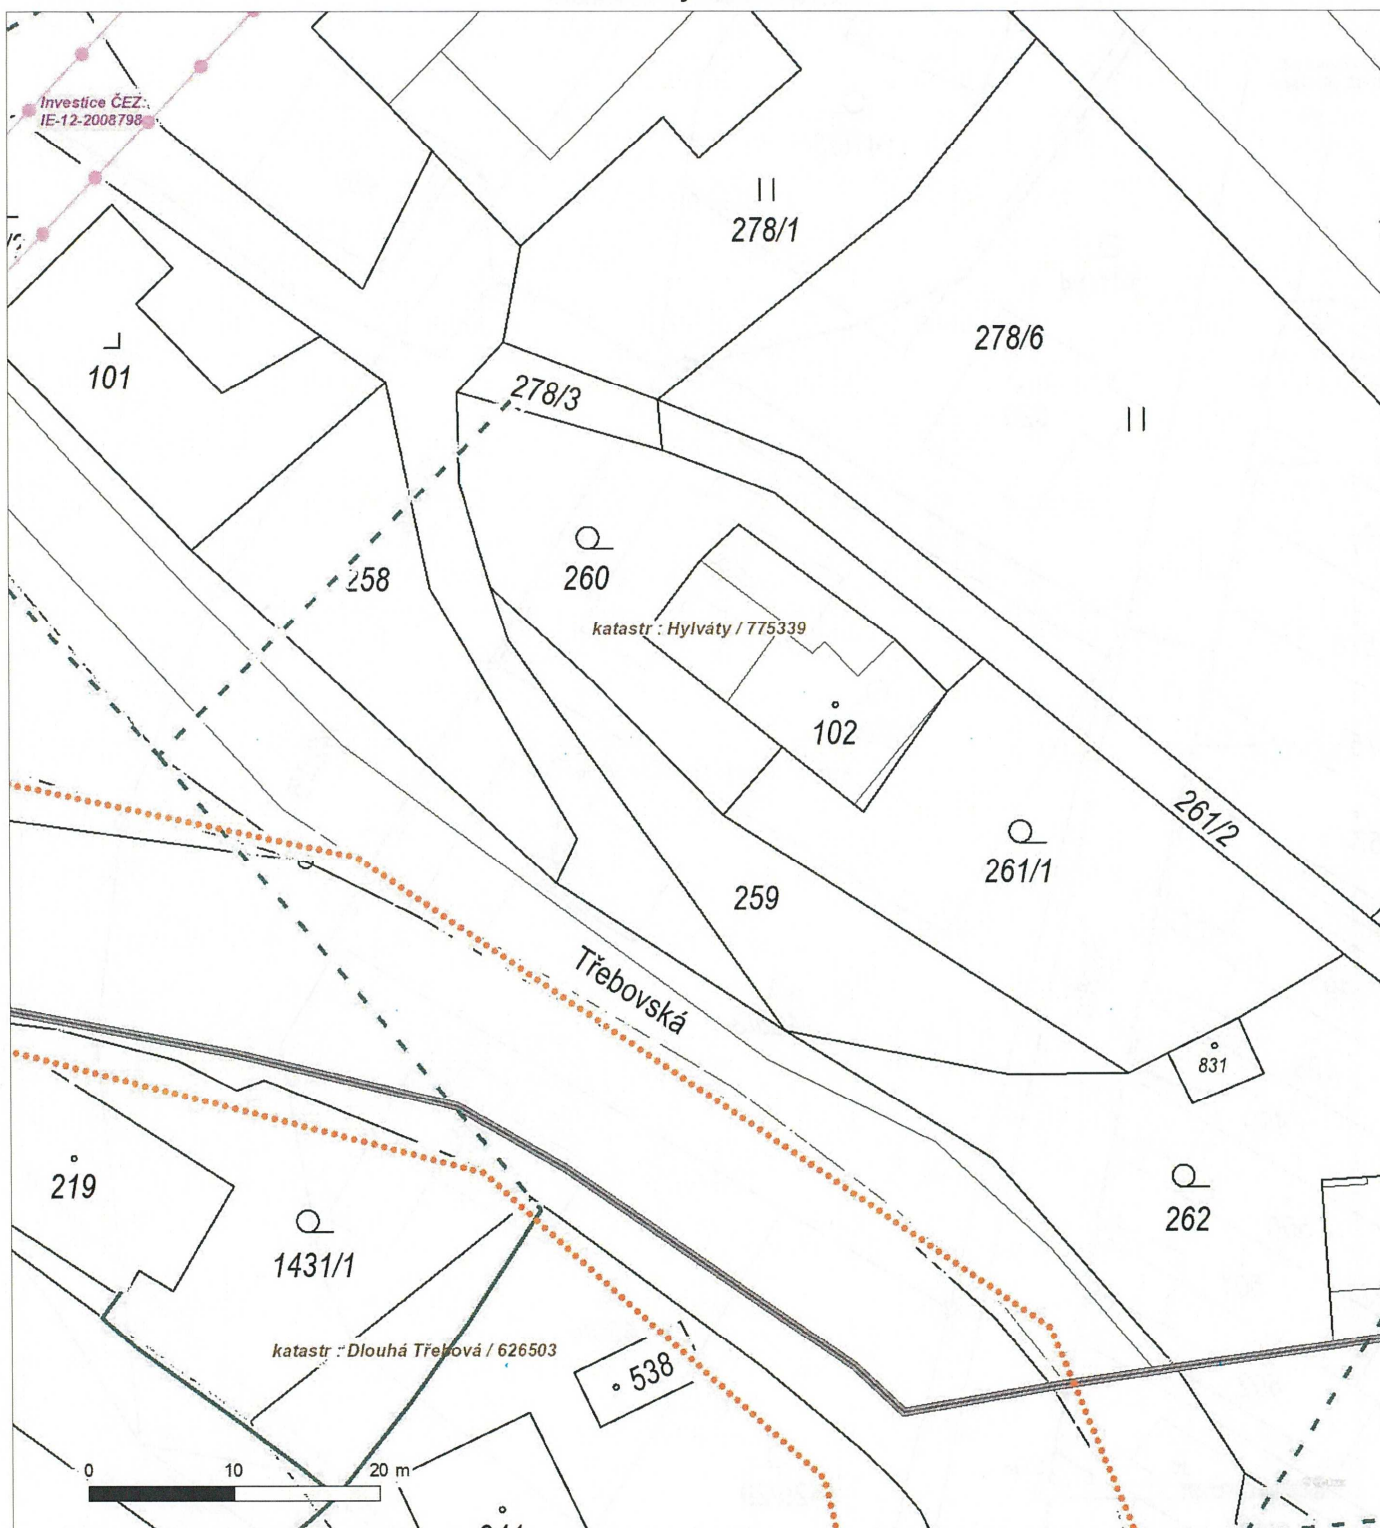 Investice ČEZ:
IE-12-2008798
278/1
278/6
101
278/3
258
260
katastr : Hylváty / 775339
102
261/2
261/1
259
Třebovská
831
219
262
1431/1
katastr : Dlouhá Třebová / 626503
538
0 10 20 m